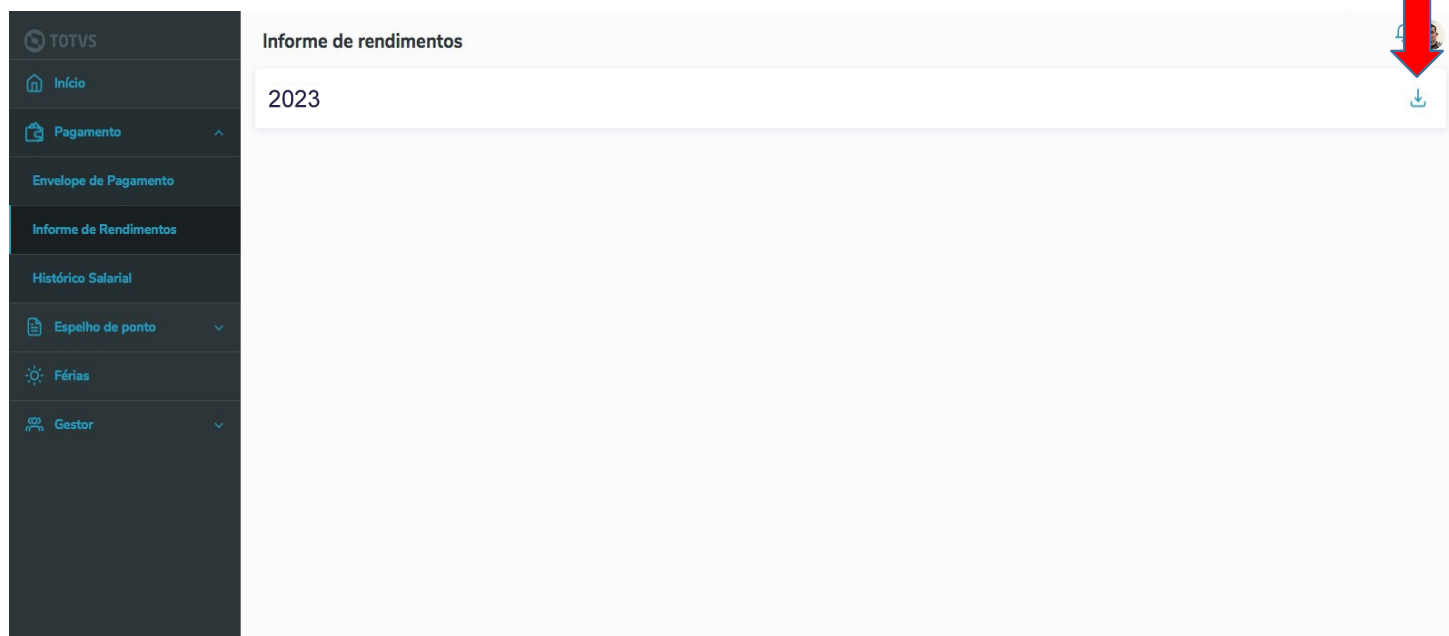 TOTVS
Início
Pagamento
Envelope de Pagamento
Informe de Rendimentos
Histórico Salarial
Espelho de ponto
Férias
Gestor
Informe de rendimentos
2023